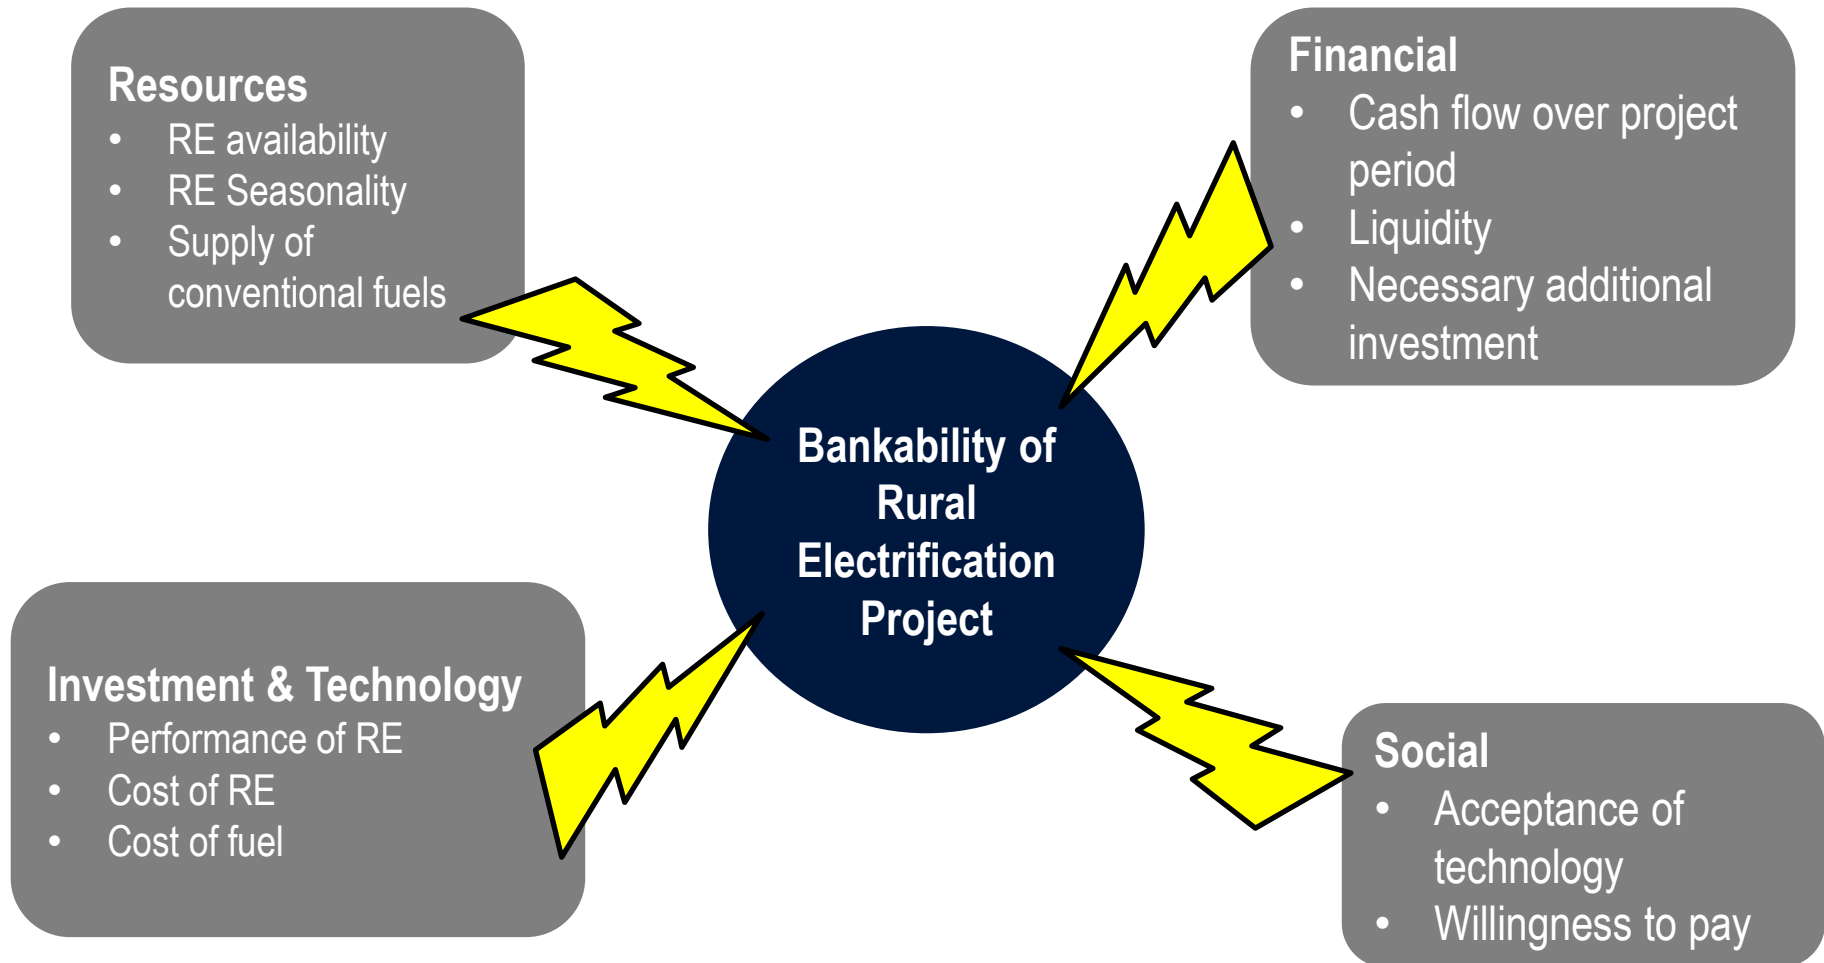 Resources
• RE availability
• RE Seasonality
• Supply of
conventional fuels
Financial
• Cash flow over project
period
• Liquidity
• Necessary additional
investment
Bankability of
Rural
Electrification
Project
Investment & Technology
• Performance of RE
• Cost of RE
• Cost of fuel
Social
• Acceptance of
technology
• Willingness to pay